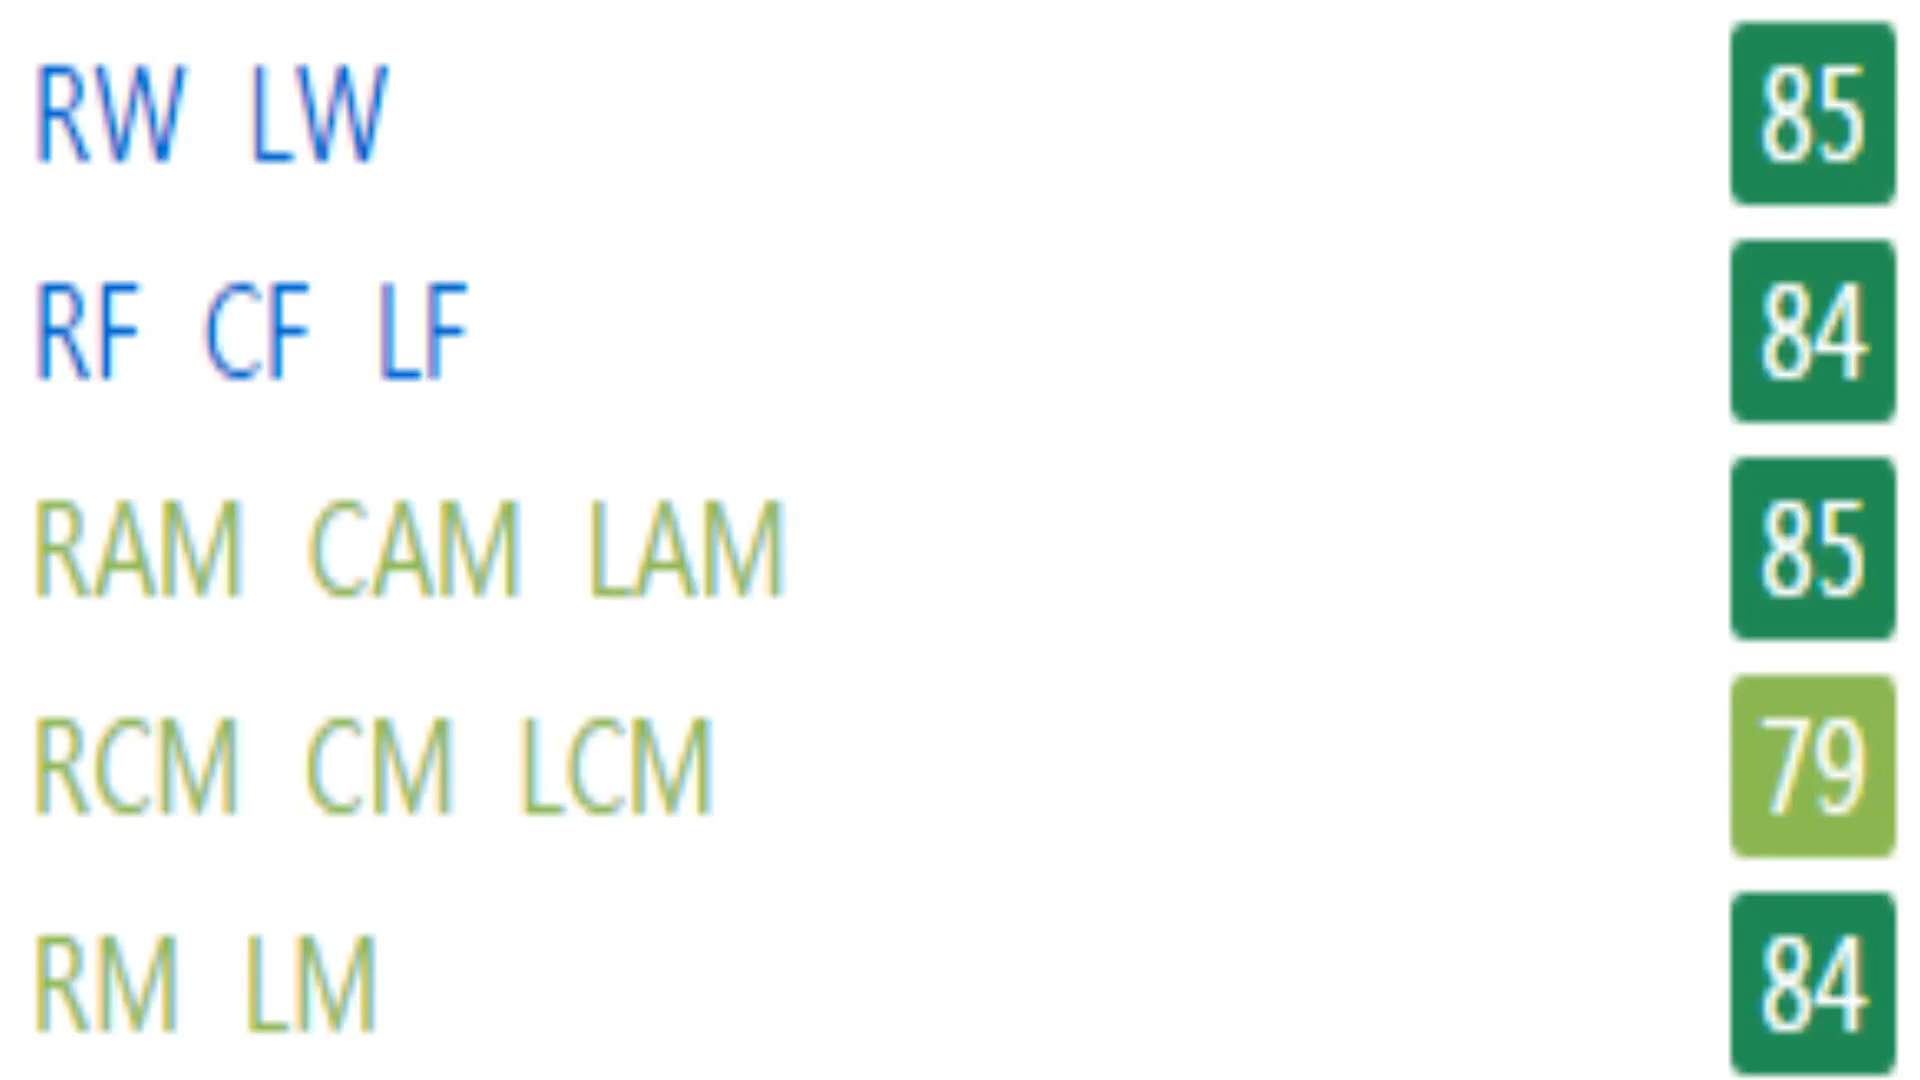 RW LW 85
RF CF LF 84
RAM CAM LAM 85
RCM CM LCM 79
RM LM 84